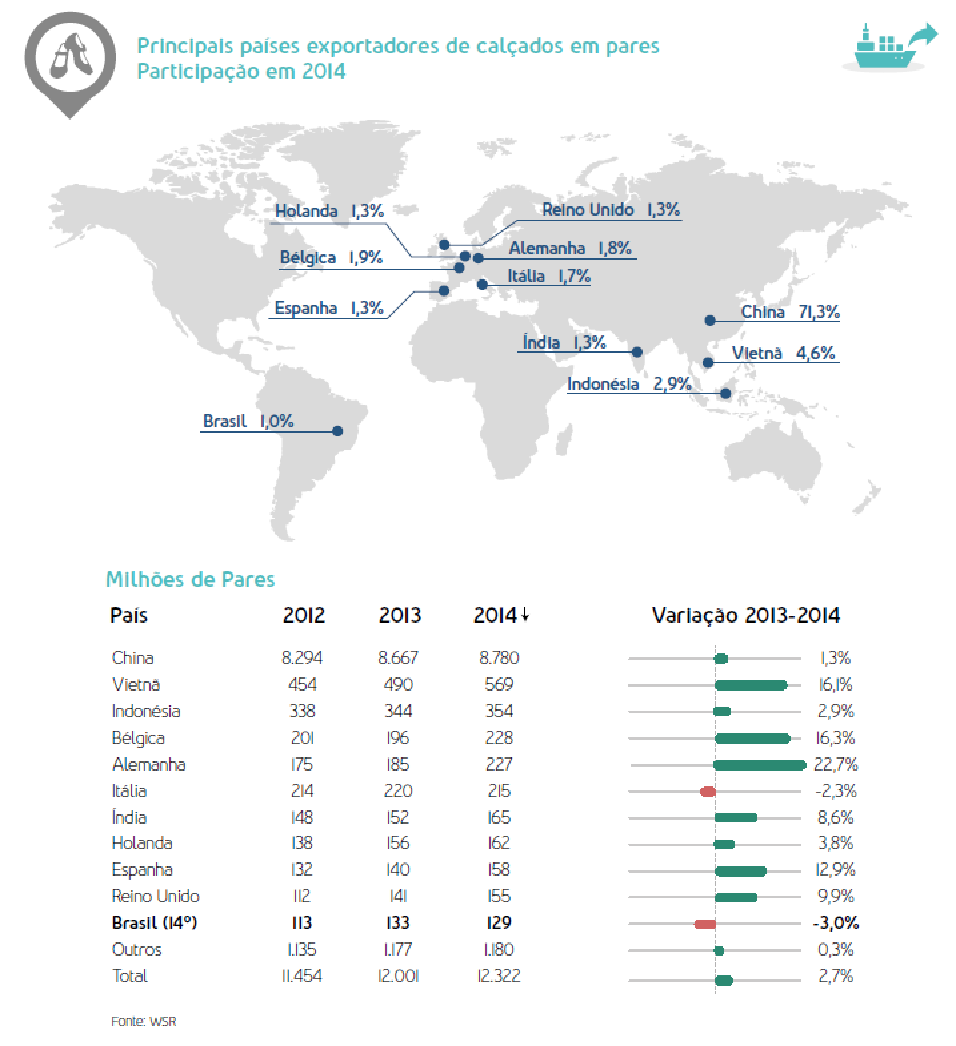 Principais países exportadores de calçados em pares
Participação em 2014
Holanda 1,3%
Reino Unido 1,3%
Bélgica 1,9%
Alemanha 1,8%
Itália 1,7%
Espanha 1,3%
China 71,3%
Índia 1,3%
Vietnã 4,6%
Indonésia 2,9%
Brasil 1,0%
Milhões de Pares
País 2012 2013 2014↓ Variação 2013-2014
China 8.294 8.667 8.780 1,3%
Vietnã 454 490 569 16,1%
Indonésia 338 344 354 2,9%
Bélgica 201 196 228 16,3%
Alemanha 175 185 227 22,7%
Itália 214 220 215 -2,3%
Índia 148 152 165 8,6%
Holanda 138 156 162 3,8%
Espanha 132 140 158 12,9%
Reino Unido 112 141 155 9,9%
Brasil (14º) 113 133 129 -3,0%
Outros 1.135 1.177 1.180 0,3%
Total 11.454 12.001 12.322 2,7%
Fonte: WSR